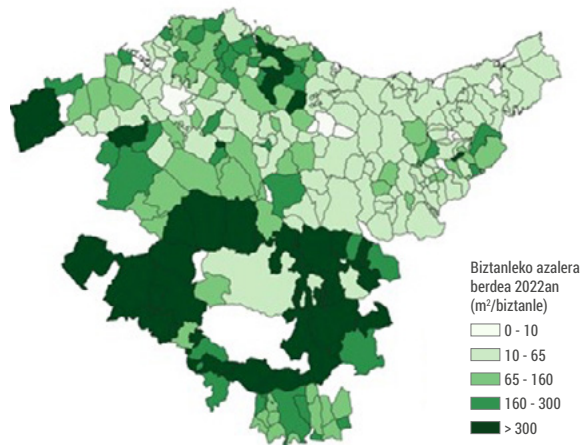 Biztanleko azalera
berdea 2022an
(m²/biztanle)
0 - 10
10 - 65
65 - 160
160 - 300
> 300